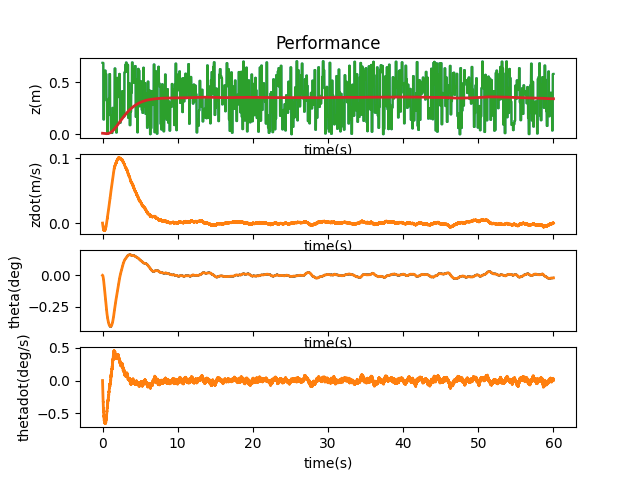 Performance
0.5
0.0
z(m)
time(s)
0.1
0.0
zdot(m/s)
time(s)
0.00
−0.25
theta(deg)
time(s)
0.5
0.0
−0.5
thetadot(deg/s)
0 10 20 30 40 50 60
time(s)